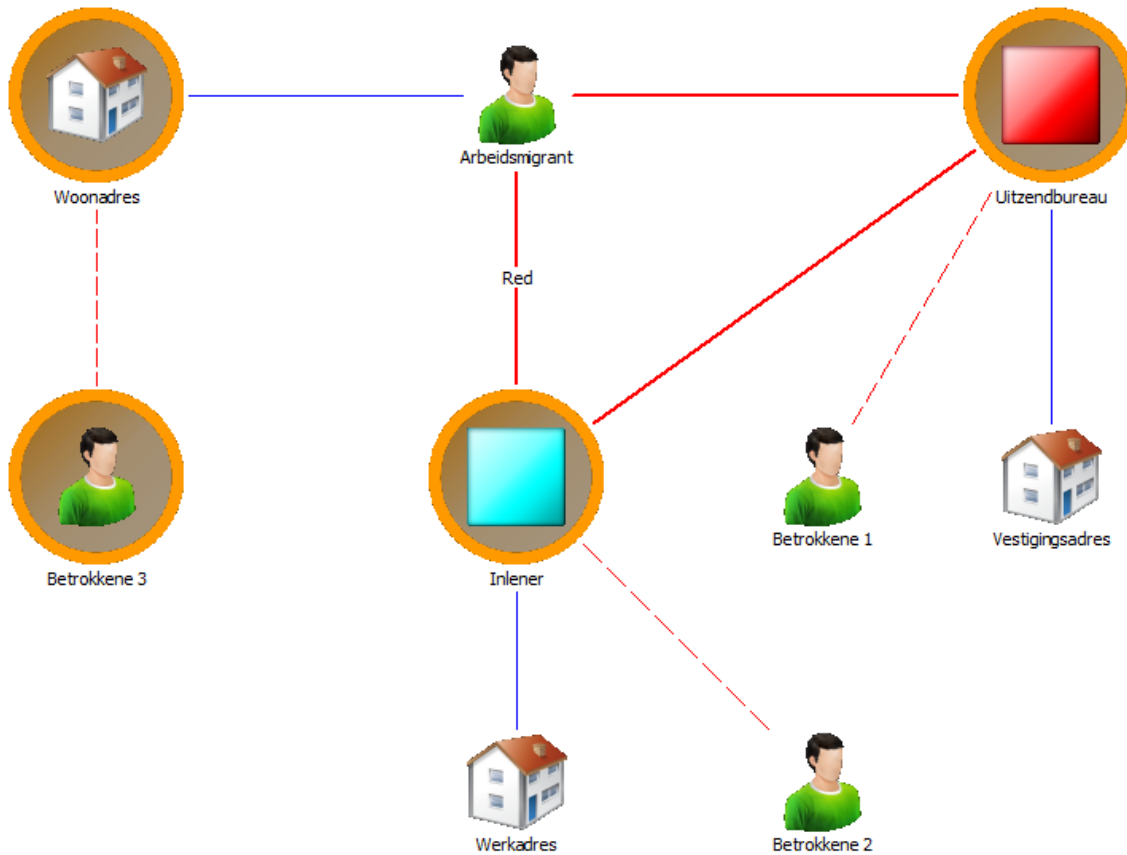 Arbeidsmigrant
Woonadres
Uitzendbureau
Red
Betrokkene 1
Vestigingsadres
Betrokkene 3
Inlener
Werkadres
Betrokkene 2